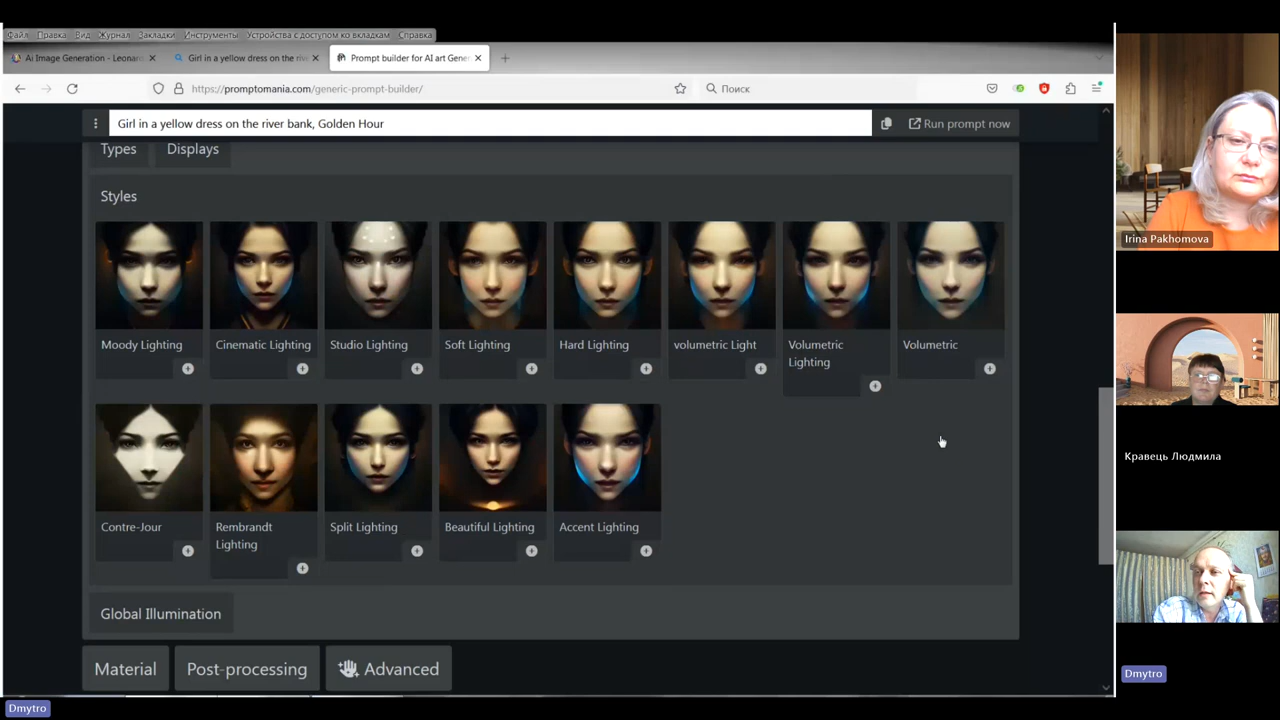 Файл Правка Вид Журнал Закладки Инструменты Устройства с доступом ко вкладкам Справка
Ai Image Generation - Leonar
Girl in a yellow dress on the riv
Prompt builder for AI art Gene
https://promptomania.com/generic-prompt-builder/
Поиск
Girl in a yellow dress on the river bank, Golden Hour
Run prompt now
Types
Displays
Styles
Moody Lighting
Cinematic Lighting
Studio Lighting
Soft Lighting
Hard Lighting
volumetric Light
Volumetric
Lighting
Volumetric
Contre-Jour
Rembrandt
Lighting
Split Lighting
Beautiful Lighting
Accent Lighting
Global Illumination
Material
Post-processing
Advanced
Dmytro
Irina Pakhomova
Кравець Людмила
Dmytro